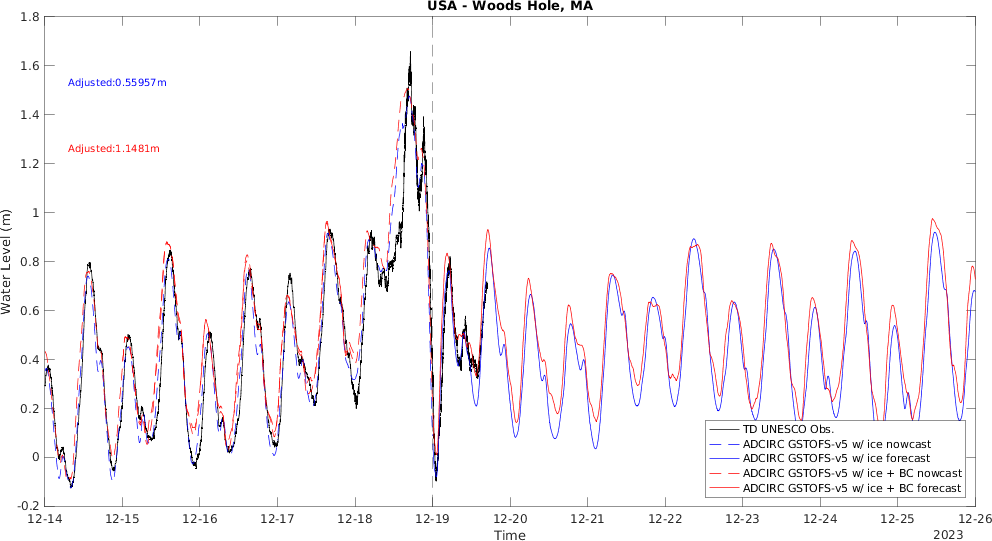 USA - Woods Hole, MA
1.8
1.6
1.4
1.2
1
0.8
0.6
0.4
0.2
0
-0.2
Water Level (m)
Adjusted:0.55957m
Adjusted:1.1481m
TD UNESCO Obs.
ADCIRC GSTOFS-v5 w/ ice nowcast
ADCIRC GSTOFS-v5 w/ ice forecast
ADCIRC GSTOFS-v5 w/ ice + BC nowcast
ADCIRC GSTOFS-v5 w/ ice + BC forecast
12-14 12-15 12-16 12-17 12-18 12-19 12-20 12-21 12-22 12-23 12-24 12-25 12-26
Time
2023